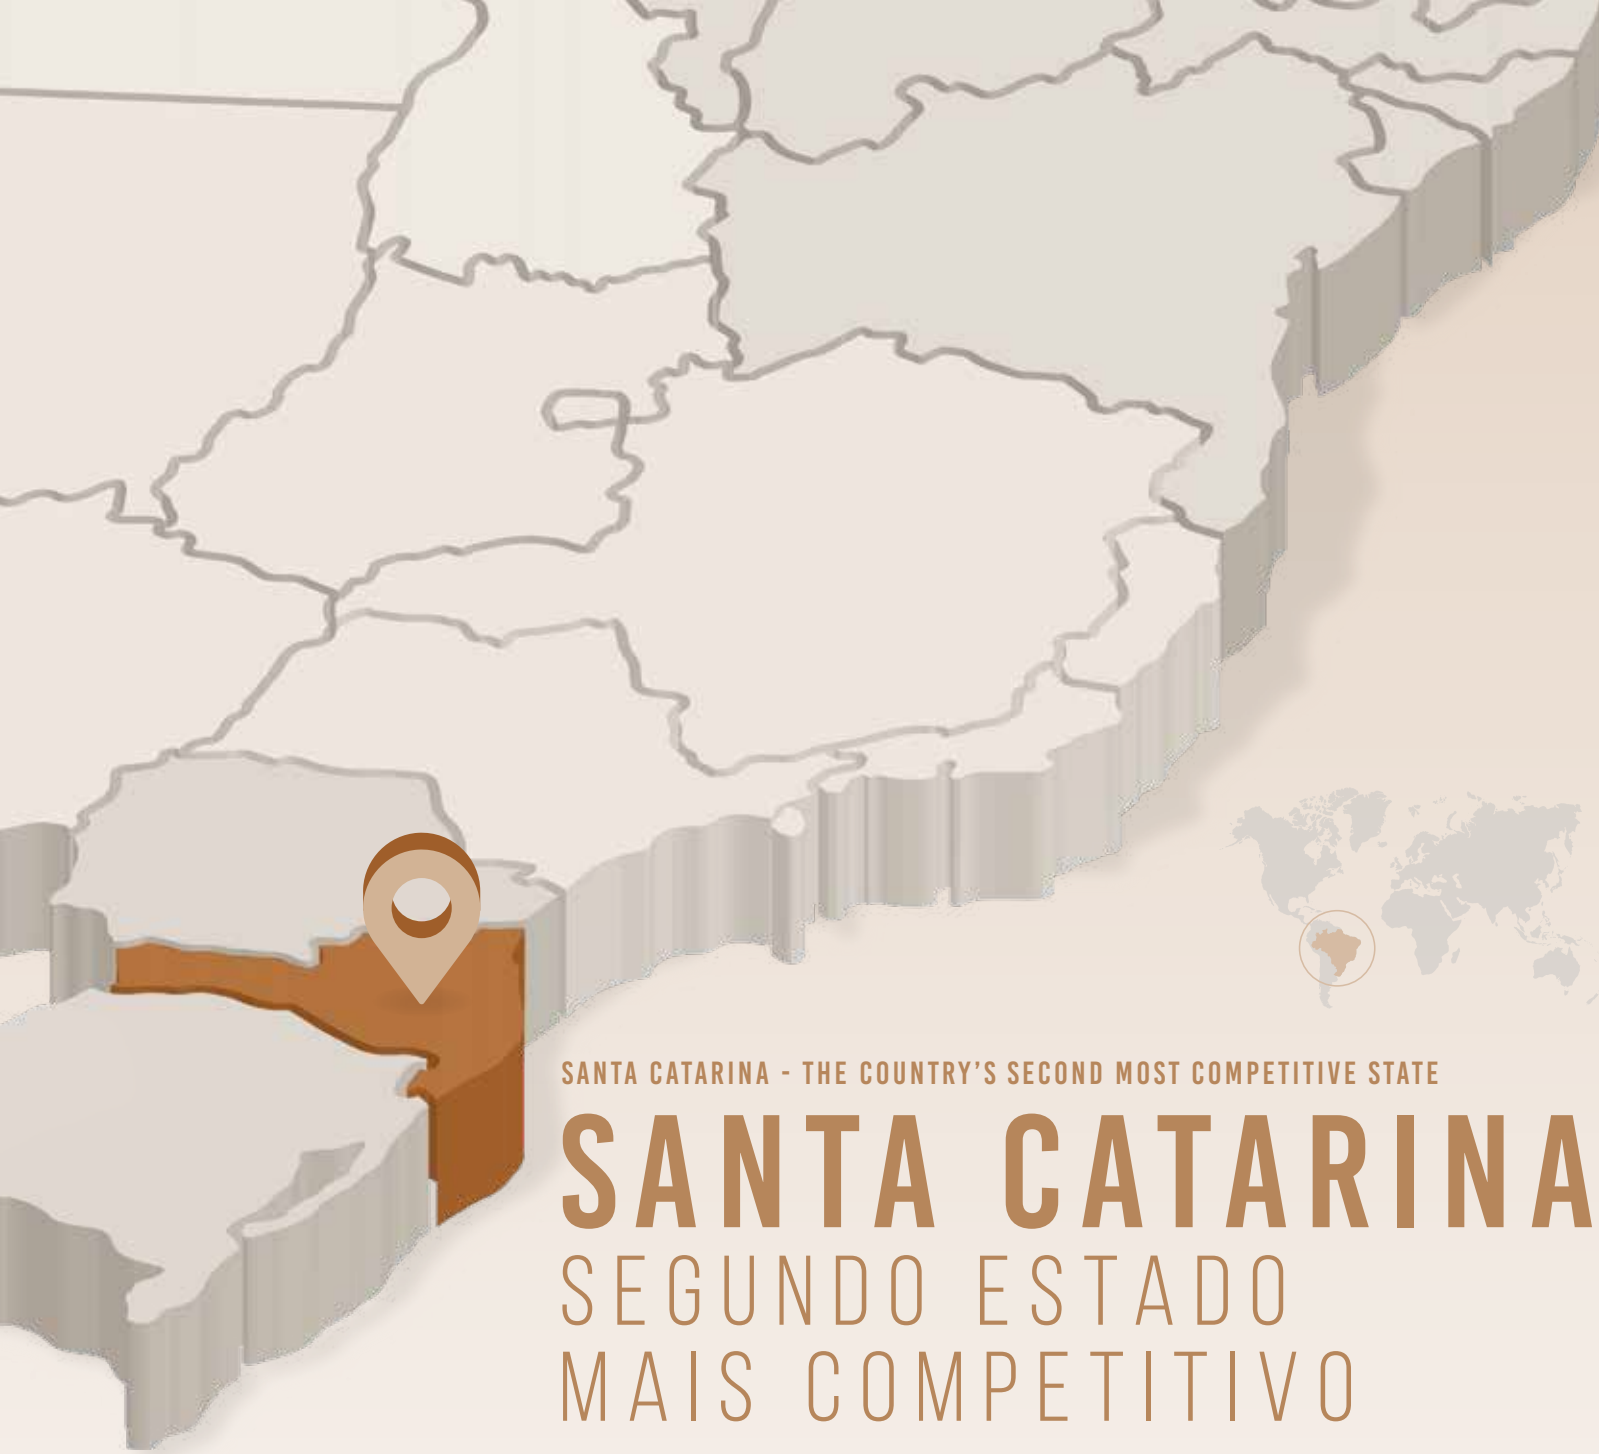 SANTA CATARINA - THE COUNTRY’S SECOND MOST COMPETITIVE STATE
SANTA CATARINA
SEGUNDO ESTADO
MAIS COMPETITIVO